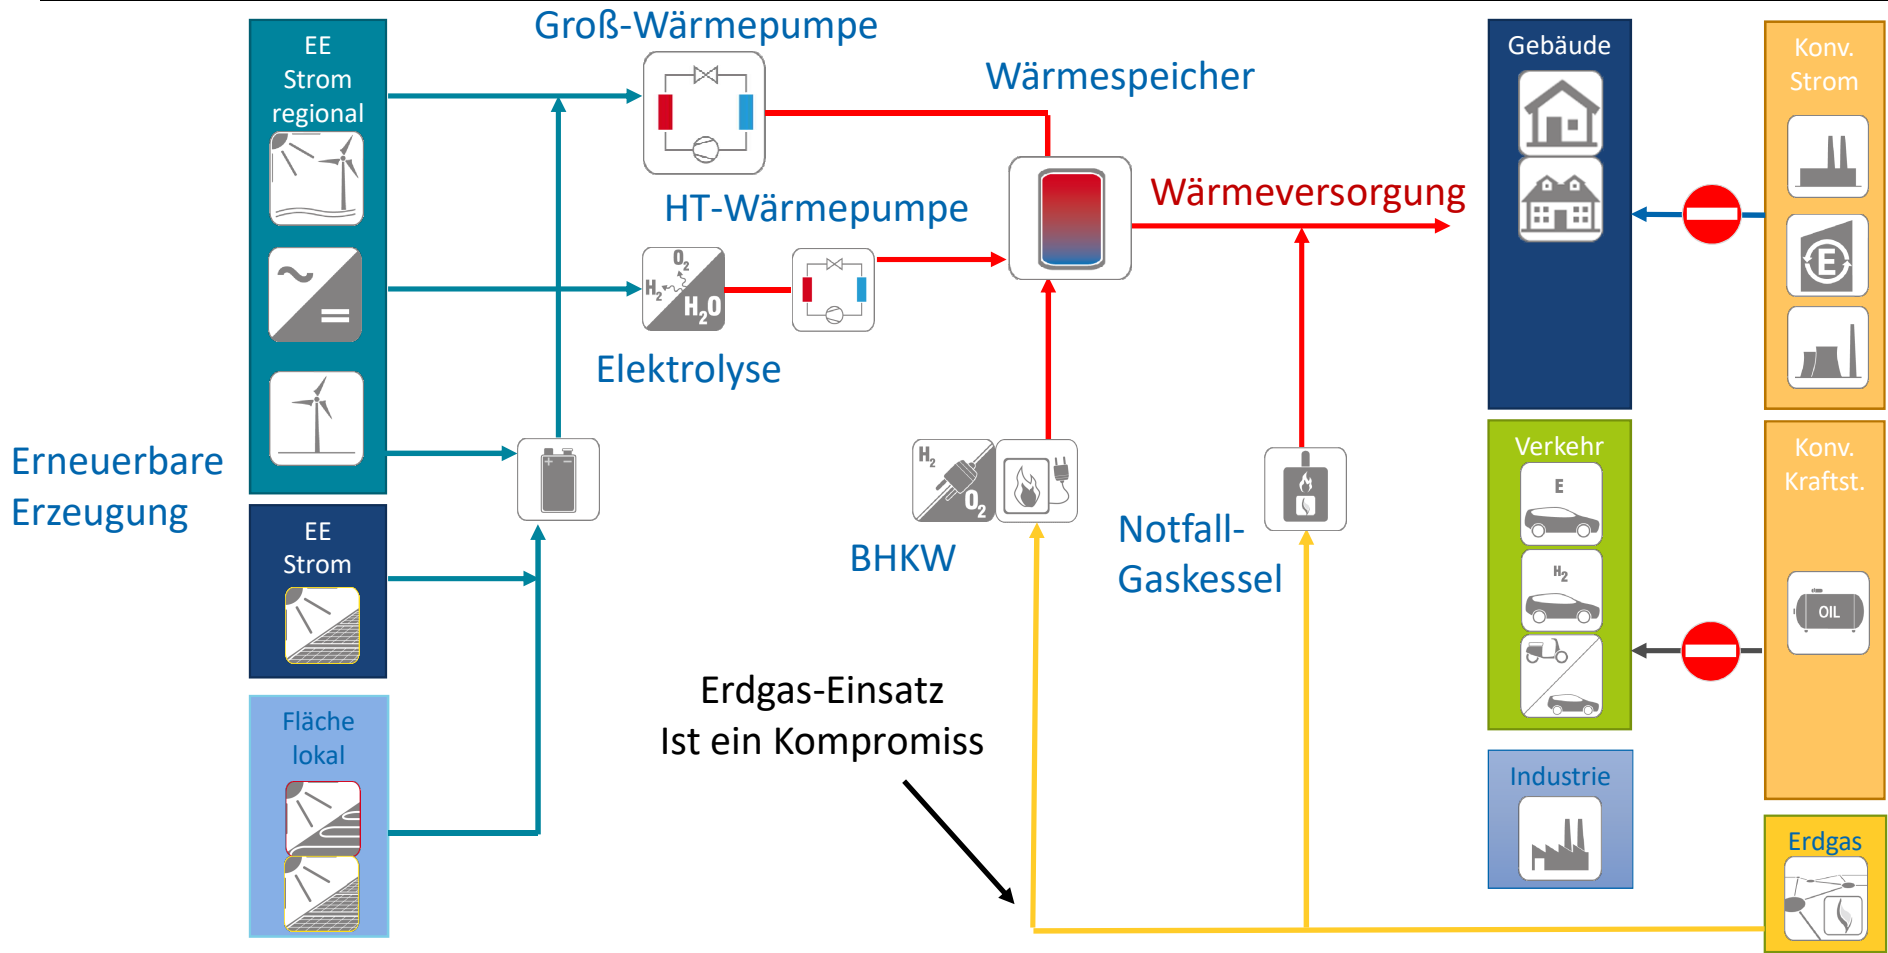 Groß-Wärmepumpe
Wärmespeicher
HT-Wärmepumpe
Wärmeversorgung
Elektrolyse
Erneuerbare
Erzeugung
EE
Strom
regional
EE
Strom
Fläche
lokal
O2
H2
H2O
+ −
H2
O2
BHKW
Notfall-
Gaskessel
Erdgas-Einsatz
Ist ein Kompromiss
Gebäude
Verkehr
E
H2
Industrie
Konv.
Strom
E
Konv.
Kraftst.
OIL
Erdgas